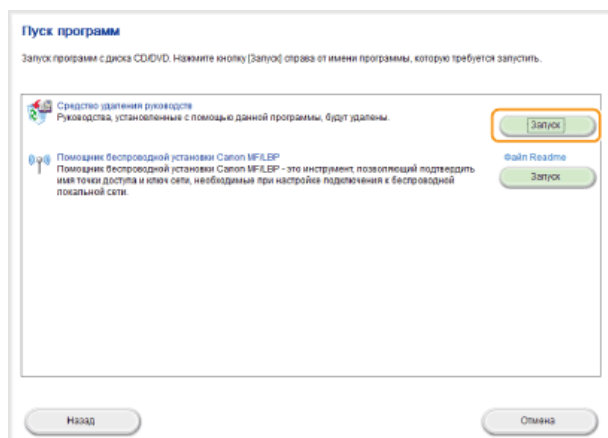 Пуск программ
Запуск программ с диска CD/DVD. Нажмите кнопку [Запуск] справа от имени программы, которую требуется запустить.
Средство удаления руководств
Руководства, установленные с помощью данной программы, будут удалены.
Запуск
Помощник беспроводной установки Canon MF/LBP
Файл Readme
Помощник беспроводной установки Canon MF/LBP - это инструмент, позволяющий подтвердить
имя точки доступа и ключ сети, необходимые при настройке подключения к беспроводной
локальной сети.
Запуск
Назад
Отмена